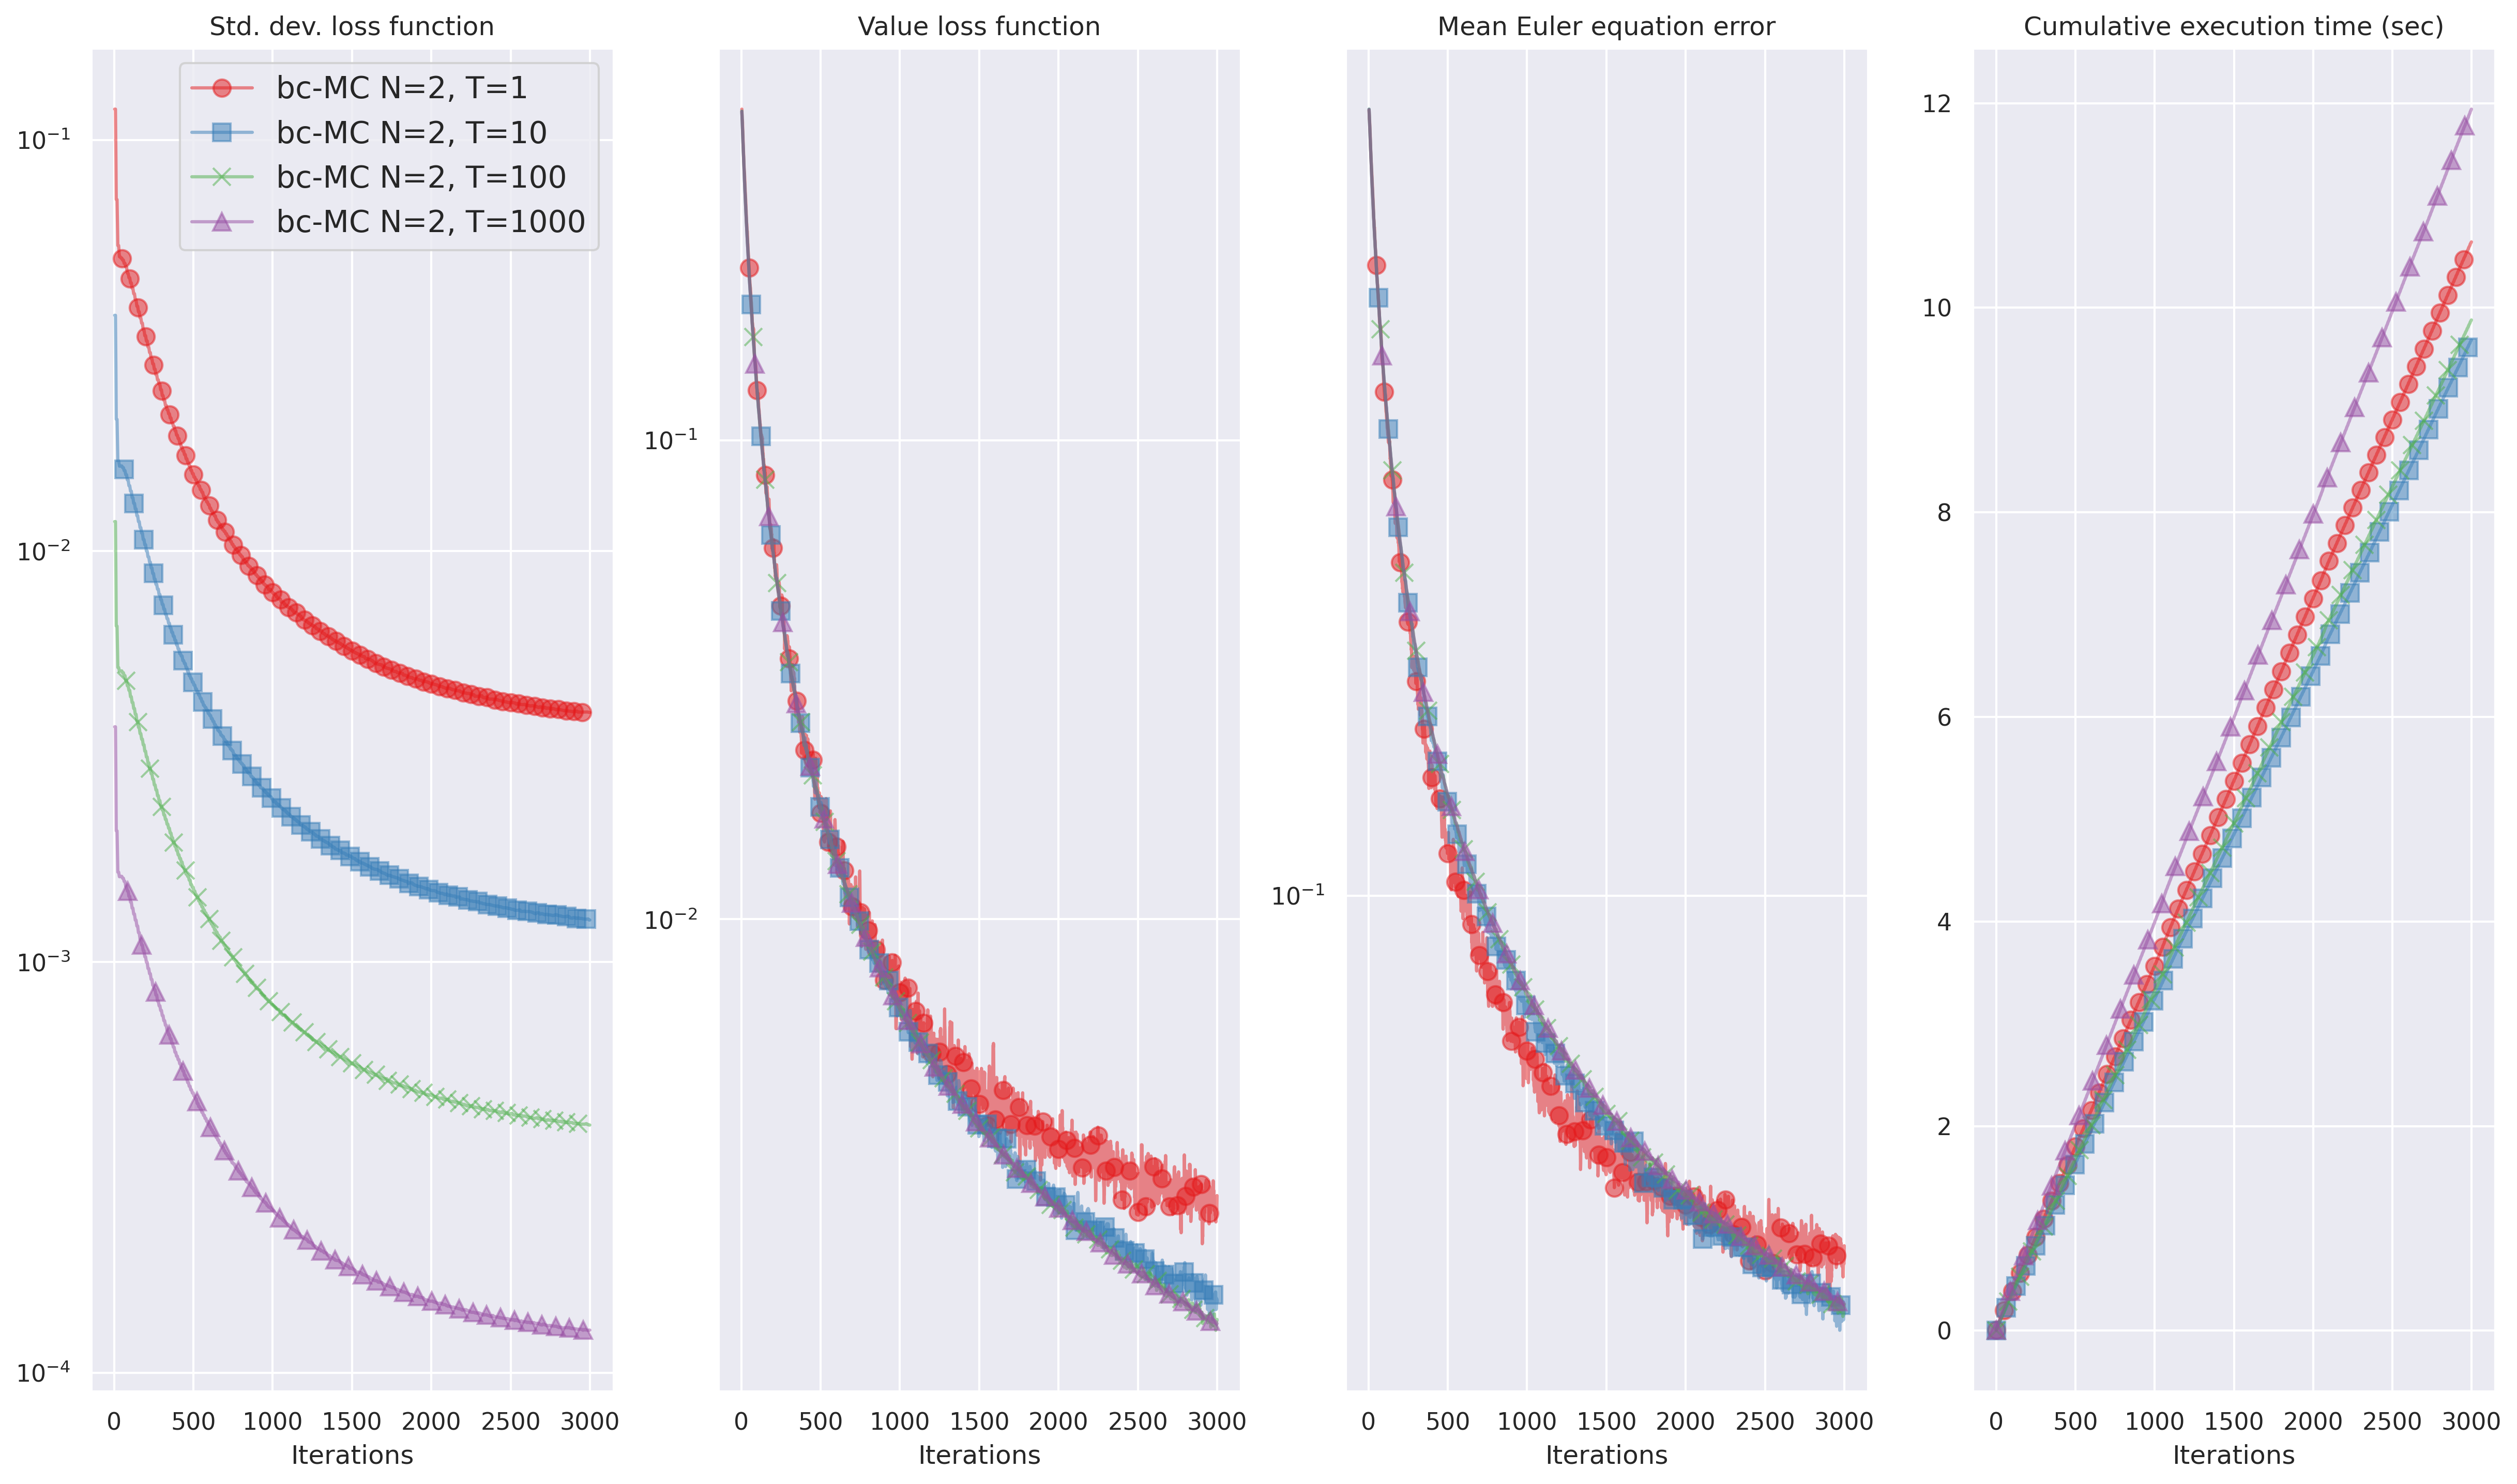 Std. dev. loss function
10⁻¹
10⁻²
10⁻³
10⁻⁴
bc-MC N=2, T=1
bc-MC N=2, T=10
bc-MC N=2, T=100
bc-MC N=2, T=1000
0 500 1000 1500 2000 2500 3000
Iterations
Value loss function
10⁻¹
10⁻²
0 500 1000 1500 2000 2500 3000
Iterations
Mean Euler equation error
10⁻¹
0 500 1000 1500 2000 2500 3000
Iterations
Cumulative execution time (sec)
12
10
8
6
4
2
0
0 500 1000 1500 2000 2500 3000
Iterations